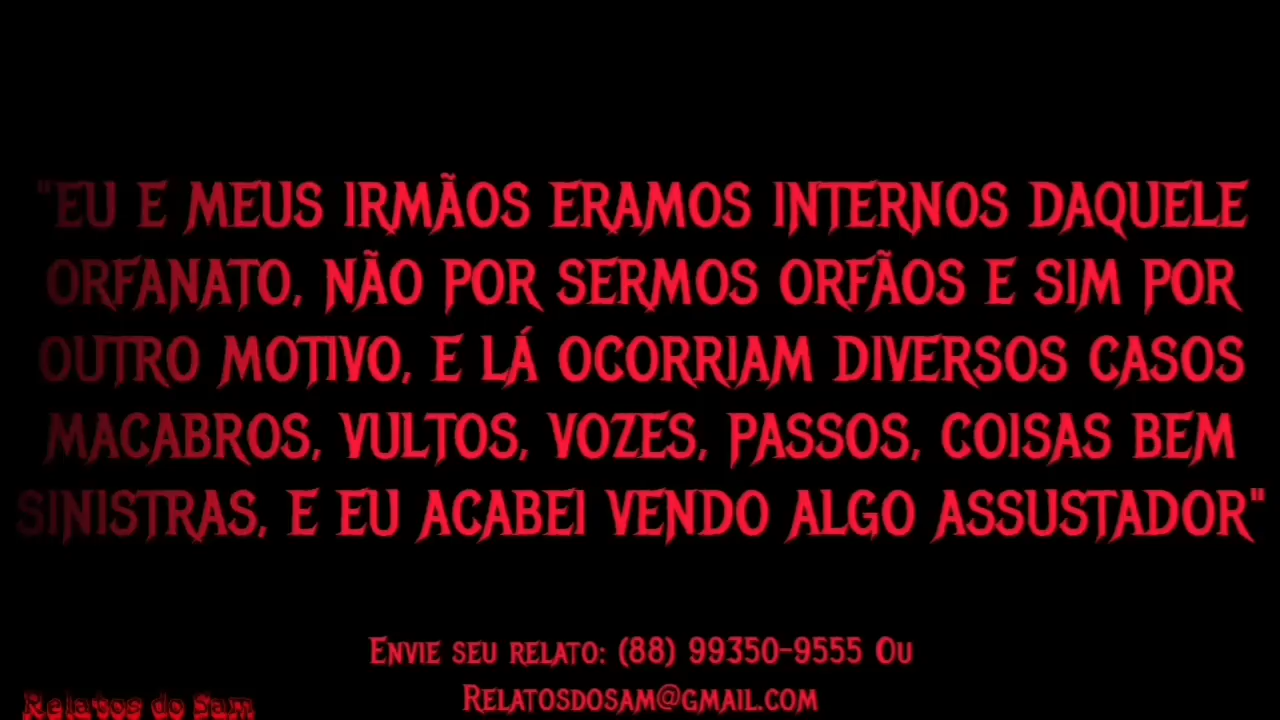 "EU E MEUS IRMÃOS ERAMOS INTERNOS DAQUELE
ORFANATO, NÃO POR SERMOS ORFÃOS E SIM POR
OUTRO MOTIVO, E LÁ OCORRIAM DIVERSOS CASOS
MACABROS, VULTOS, VOZES, PASSOS, COISAS BEM
SINISTRAS, E EU ACABEI VENDO ALGO ASSUSTADOR"
ENVIE SEU RELATO: (88) 99350-9555 OU
RELATOSDOSAM@GMAIL.COM
Relatos do Sam